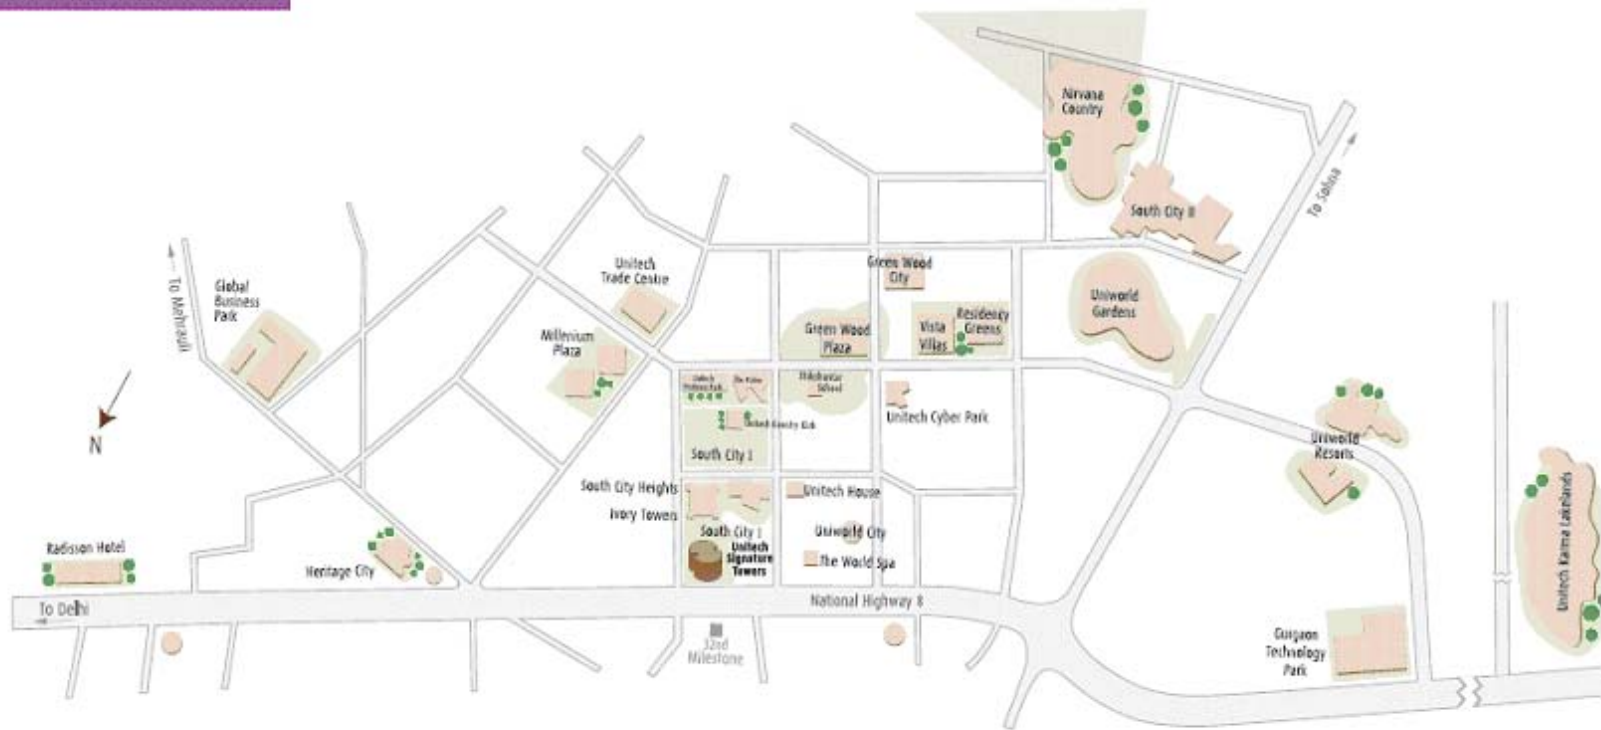 Nirvana
Country
To Sohna
South City II
To Mehrauli
Global
Business
Park
Unitech
Trade Centre
Green Wood
City
Uniworld
Gardens
Millenium
Plaza
Green Wood
Plaza
Vista
Villas
Residency
Greens
School
Unitech Cyber Park
N
South City I
Uniworld
Resorts
South City Heights
Ivory Towers
Unitech House
South City I
Uniworld City
Unitech
Signature
Towers
The World Spa
Unitech Karma Lakelands
Radisson Hotel
Heritage City
To Delhi
National Highway 8
32nd
Milestone
Gurgaon
Technology
Park